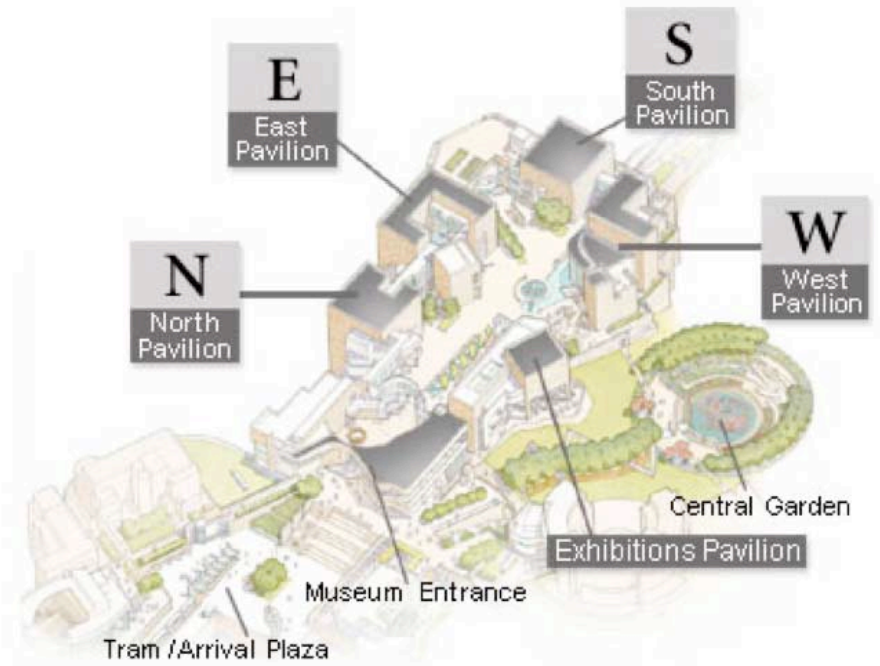 S
South
Pavilion
E
East
Pavilion
W
West
Pavilion
N
North
Pavilion
Central Garden
Exhibitions Pavilion
Museum Entrance
Tram /Arrival Plaza